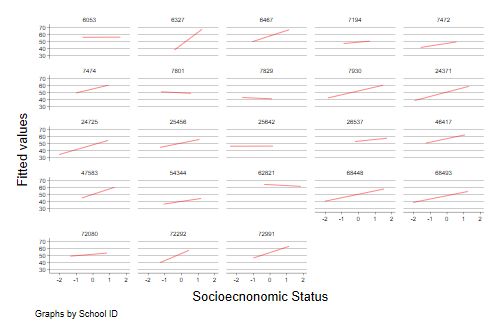 6053 6327 6467 7194 7472
70
60
50
40
30
7474 7801 7829 7930 24371
70
60
50
40
30
24725 25456 25642 26537 46417
70
60
50
40
30
47583 54344 62821 68448 68493
70
60
50
40
30
-2 -1 0 1 2 -2 -1 0 1 2
72080 72292 72991
70
60
50
40
30
-2 -1 0 1 2 -2 -1 0 1 2 -2 -1 0 1 2
Fitted values
Socioecnonomic Status
Graphs by School ID